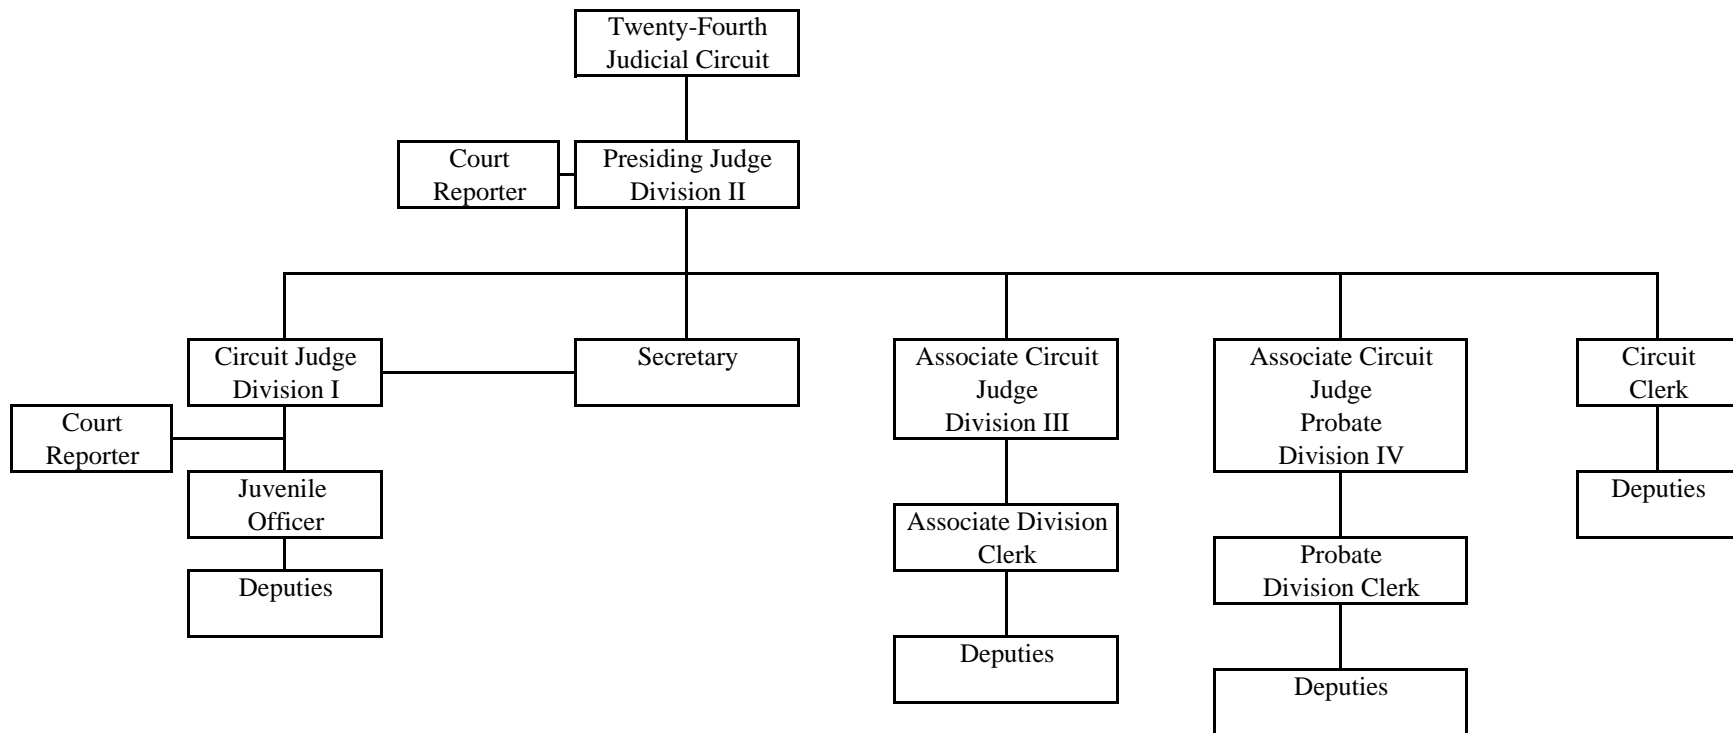 Twenty-Fourth
Judicial Circuit
Court
Reporter
Presiding Judge
Division II
Circuit Judge
Division I
Secretary
Associate Circuit
Judge
Division III
Associate Circuit
Judge
Probate
Division IV
Circuit
Clerk
Court
Reporter
Juvenile
Officer
Deputies
Associate Division
Clerk
Deputies
Probate
Division Clerk
Deputies
Deputies